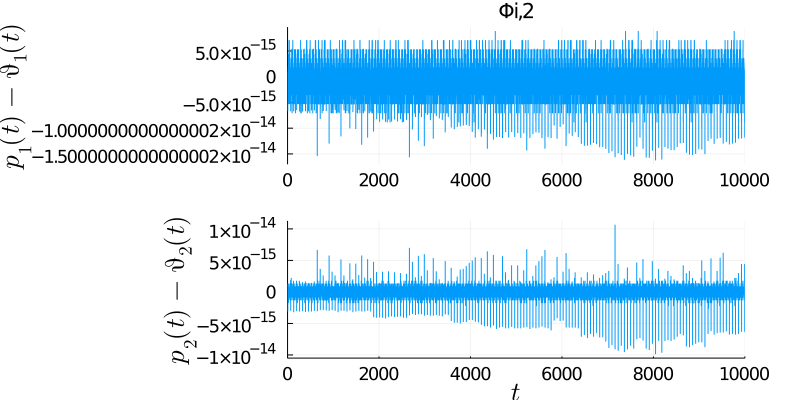 Φi,2
p₁(t) − ϑ₁(t)
5.0×10⁻¹⁵
0
−5.0×10⁻¹⁵
−1.0000000000000002×10⁻¹⁴
−1.5000000000000002×10⁻¹⁴
0 2000 4000 6000 8000 10000
p₂(t) − ϑ₂(t)
1×10⁻¹⁴
5×10⁻¹⁵
0
−5×10⁻¹⁵
−1×10⁻¹⁴
0 2000 4000 6000 8000 10000
t